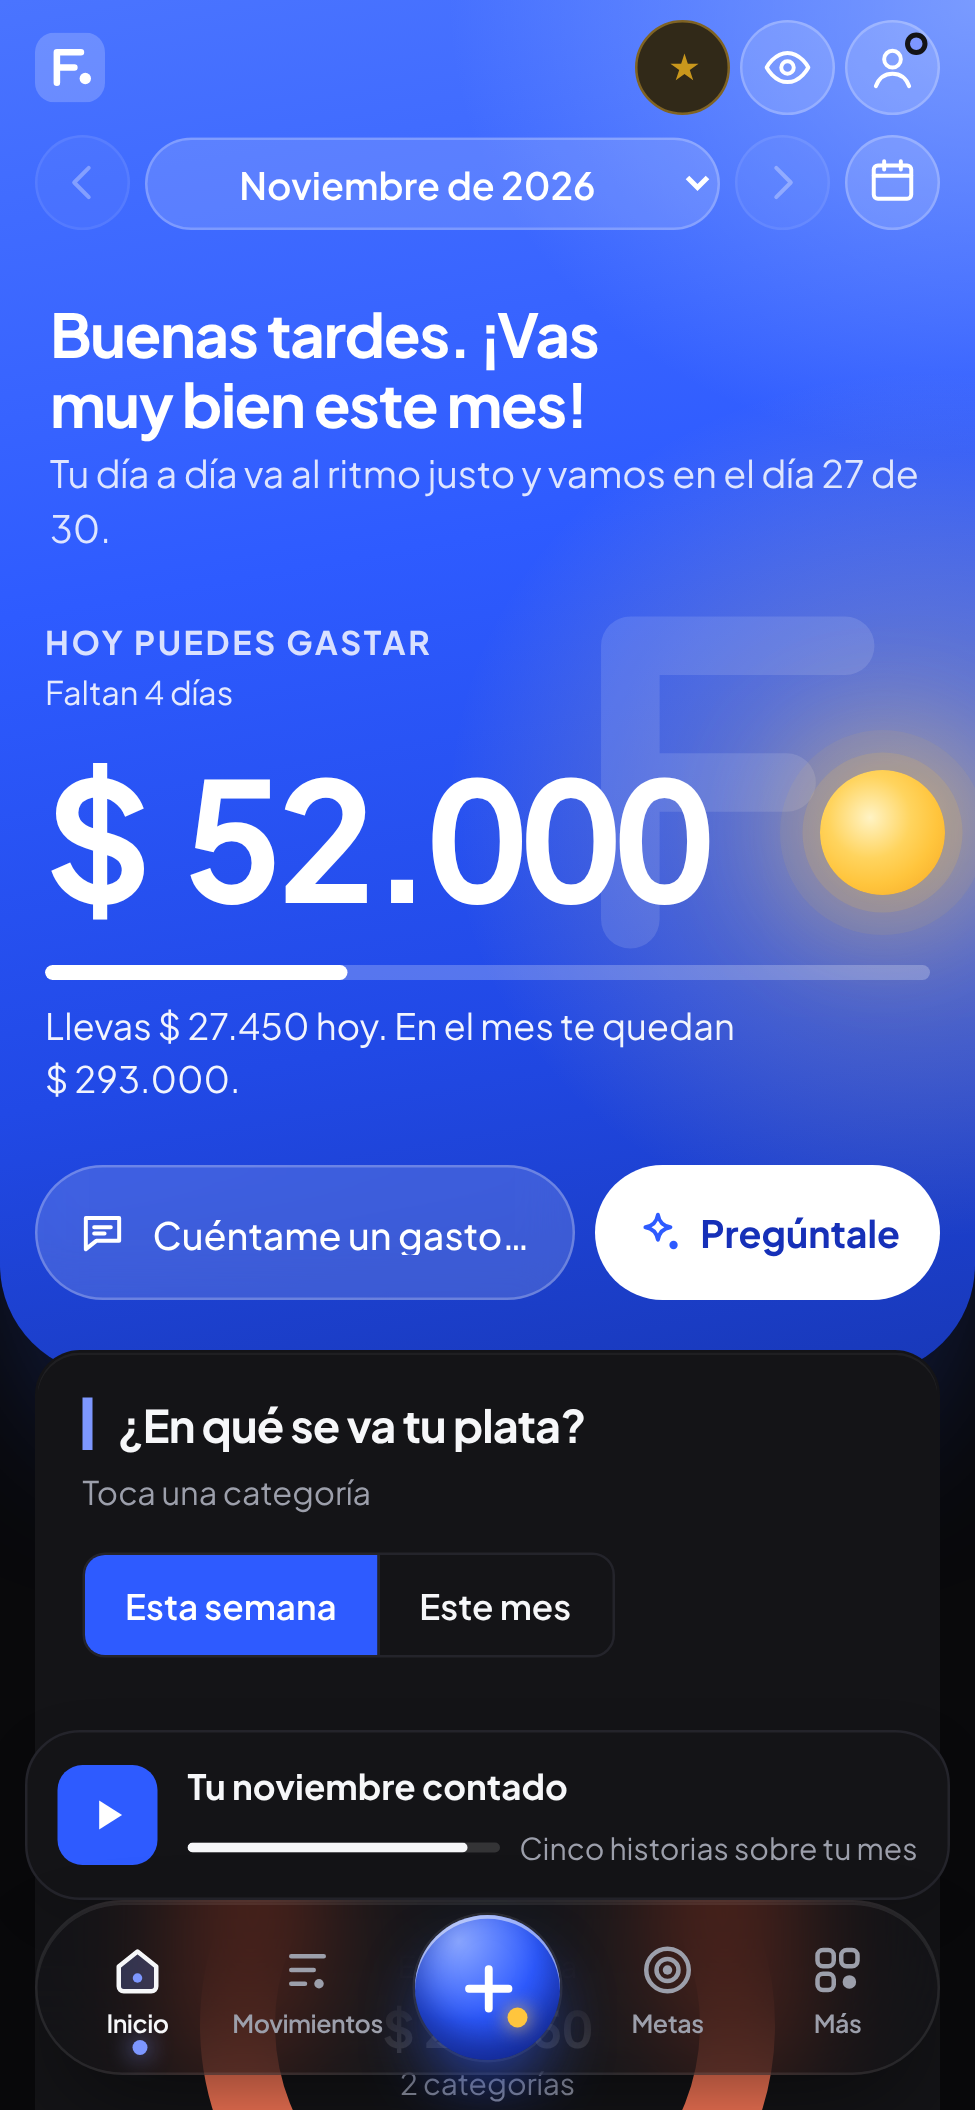 F.
Noviembre de 2026
Buenas tardes. ¡Vas
muy bien este mes!
Tu día a día va al ritmo justo y vamos en el día 27 de
30.
HOY PUEDES GASTAR
Faltan 4 días
$ 52.000
Llevas $ 27.450 hoy. En el mes te quedan
$ 293.000.
Cuéntame un gasto...
Pregúntale
¿En qué se va tu plata?
Toca una categoría
Esta semana
Este mes
Tu noviembre contado
Cinco historias sobre tu mes
Inicio
Movimientos
Metas
Más
2 categorías